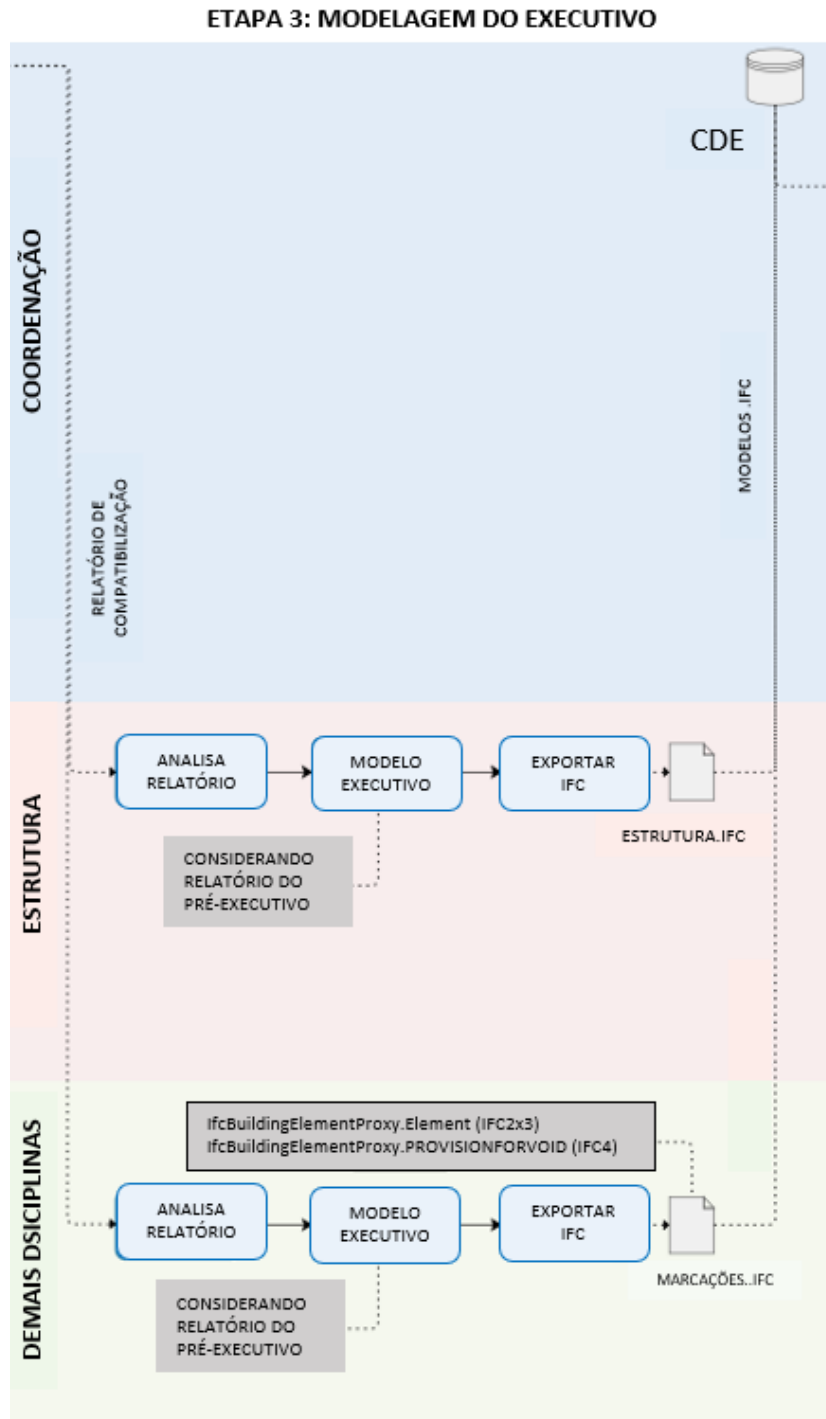 ETAPA 3: MODELAGEM DO EXECUTIVO
CDE
COORDENAÇÃO
MODELOS .IFC
RELATÓRIO DE
COMPATIBILIZAÇÃO
ESTRUTURA
ANALISA
RELATÓRIO
MODELO
EXECUTIVO
EXPORTAR
IFC
ESTRUTURA.IFC
CONSIDERANDO
RELATÓRIO DO
PRÉ-EXECUTIVO
DEMAIS DSICIPLINAS
IfcBuildingElementProxy.Element (IFC2x3)
IfcBuildingElementProxy.PROVISIONFORVOID (IFC4)
ANALISA
RELATÓRIO
MODELO
EXECUTIVO
EXPORTAR
IFC
MARCAÇÕES..IFC
CONSIDERANDO
RELATÓRIO DO
PRÉ-EXECUTIVO